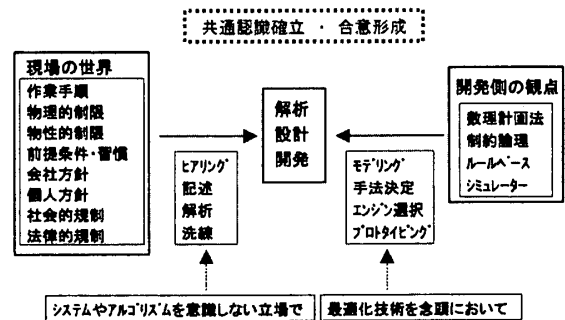 共通認識確立 ・ 合意形成
現場の世界
作業手順
物理的制限
物性的制限
前提条件・習慣
会社方針
個人方針
社会的規制
法律的規制
解析
設計
開発
開発側の観点
数理計画法
制約論理
ルールベース
シミュレーター
ヒアリング
記述
解析
洗練
モデリング
手法決定
エンジン選択
プロトタイピング
システムやアルゴリズムを意識しない立場で
最適化技術を念頭において